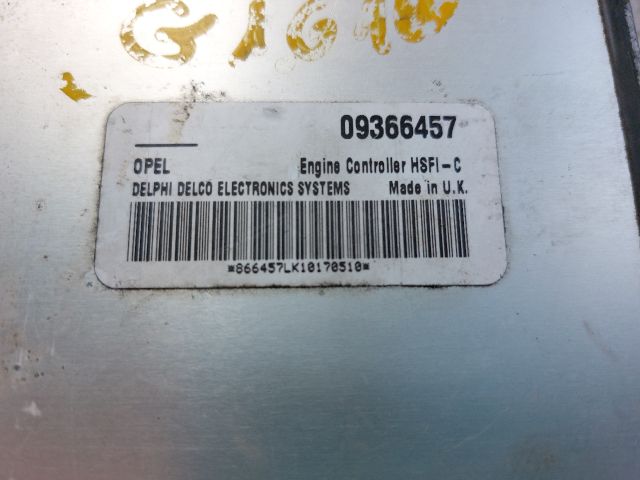 09366457
OPEL Engine Controller HSFI-C
DELPHI DELCO ELECTRONICS SYSTEMS Made in U.K.
*866457LK10170510*